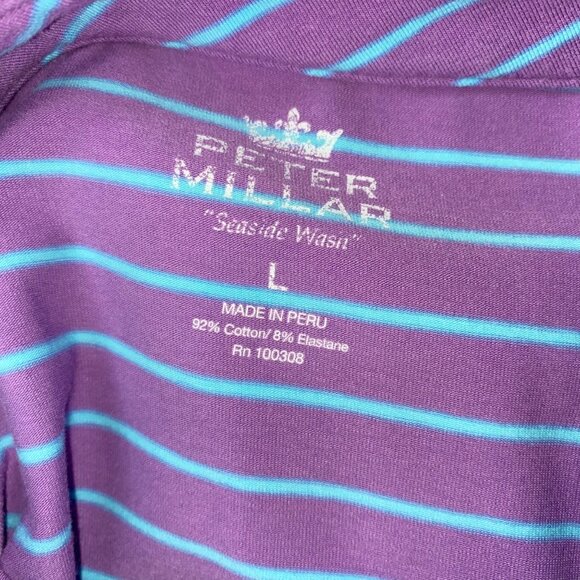 PETER
MILLAR
"Seaside Wash"
L
MADE IN PERU
92% Cotton/ 8% Elastane
Rn 100308